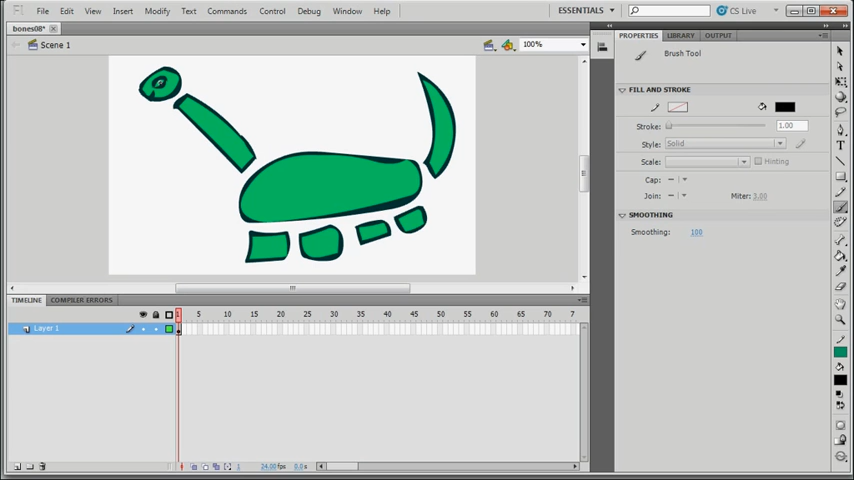 File Edit View Insert Modify Text Commands Control Debug Window Help ESSENTIALS CS Live
bones08*
Scene 1 100%
PROPERTIES LIBRARY OUTPUT
Brush Tool
FILL AND STROKE
Stroke: 1.00
Style: Solid
Scale: Hinting
Cap:
Join: Miter: 3.00
SMOOTHING
Smoothing: 100
TIMELINE COMPILER ERRORS
1 5 10 15 20 25 30 35 40 45 50 55 60 65 70 7
Layer 1
1 24.00 fps 0.0 s